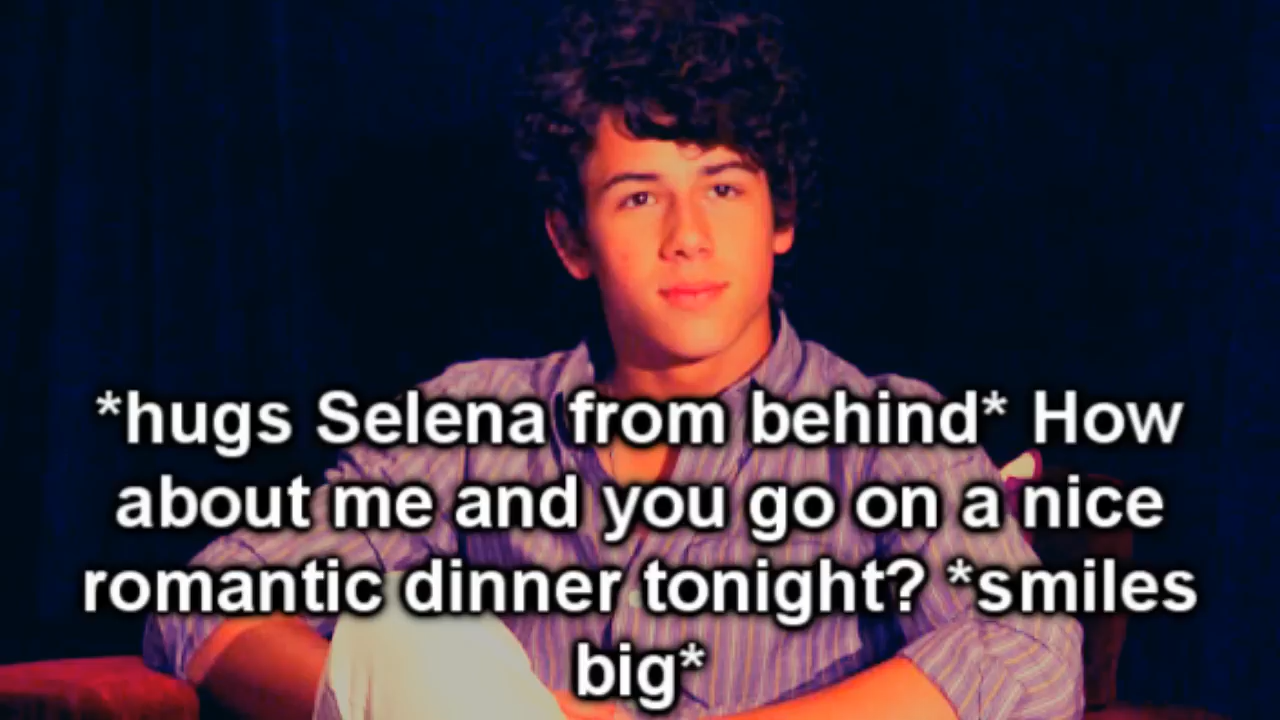 *hugs Selena from behind* How
about me and you go on a nice
romantic dinner tonight? *smiles
big*